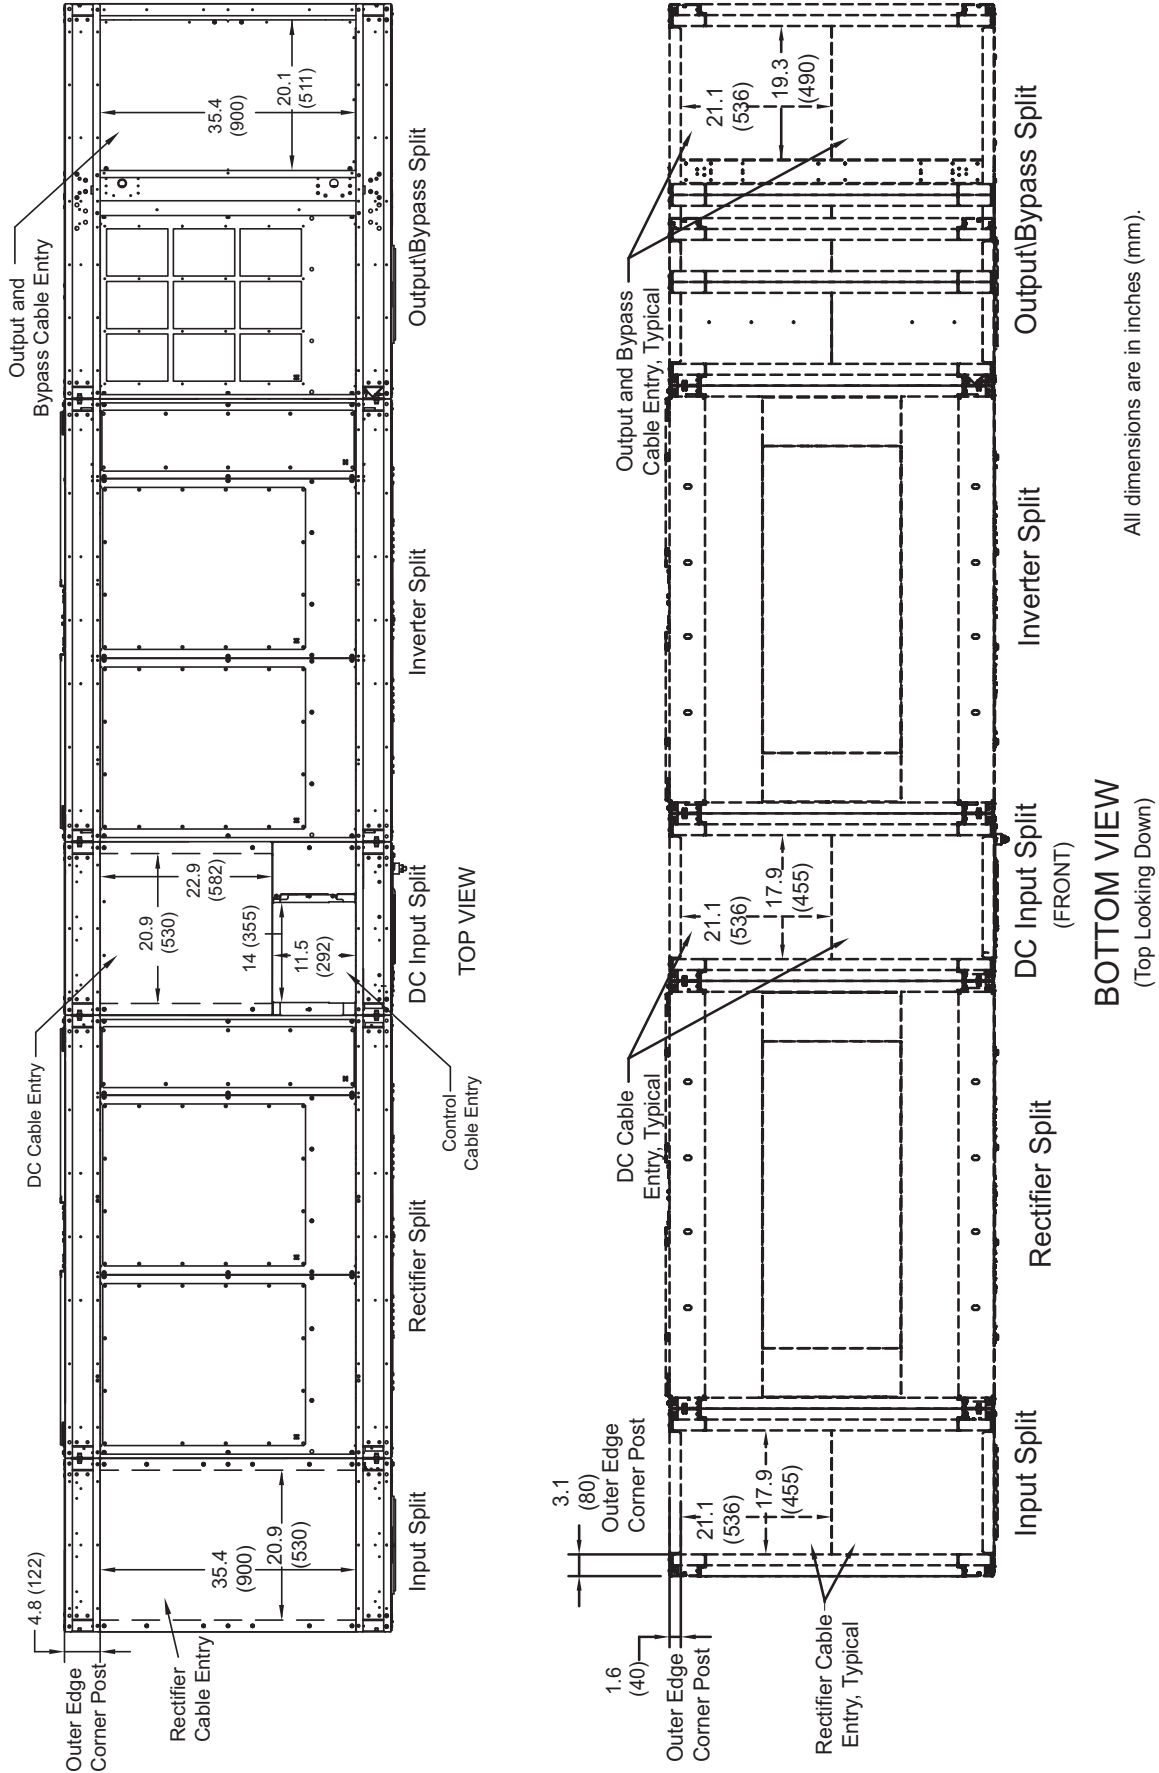 Output and
Bypass Cable Entry
35.4
(900)
20.1
(511)
Output\Bypass Split
Inverter Split
DC Cable Entry
20.9
(530)
22.9
(582)
14 (355)
11.5
(292)
DC Input Split
TOP VIEW
Control
Cable Entry
Rectifier Split
4.8 (122)
Outer Edge
Corner Post
Rectifier
Cable Entry
35.4
(900)
20.9
(530)
Input Split
Output and Bypass
Cable Entry, Typical
21.1
(536)
19.3
(490)
Output\Bypass Split
Inverter Split
DC Cable
Entry, Typical
21.1
(536)
17.9
(455)
DC Input Split
(FRONT)
BOTTOM VIEW
(Top Looking Down)
Rectifier Split
3.1
(80)
Outer Edge
Corner Post
1.6
(40)
Outer Edge
Corner Post
21.1
(536)
17.9
(455)
Rectifier Cable
Entry, Typical
Input Split
All dimensions are in inches (mm).